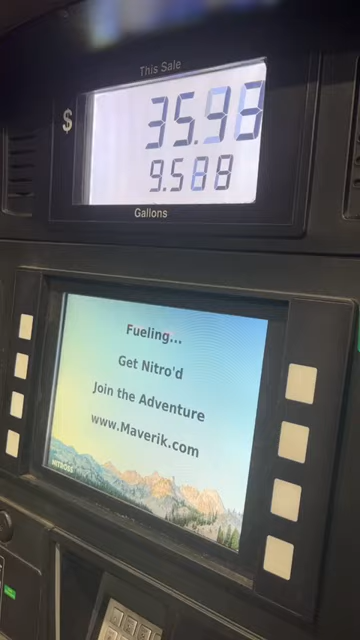 This Sale
$ 35.98
9.588
Gallons
Fueling...
Get Nitro'd
Join the Adventure
www.Maverik.com